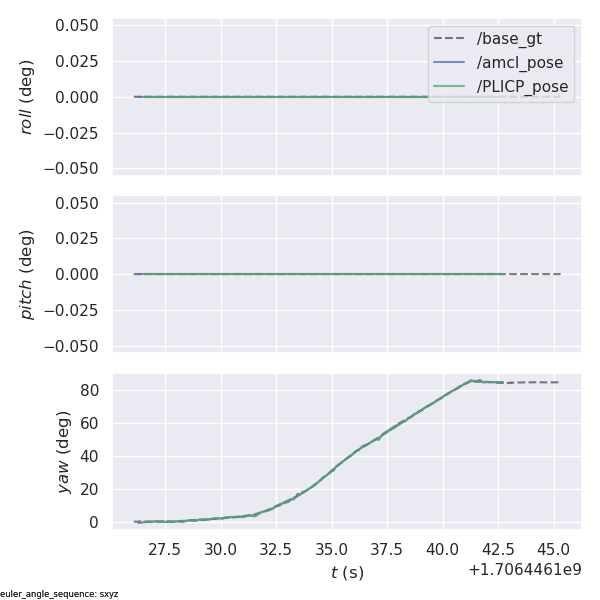 0.050
0.025
0.000
−0.025
−0.050
roll (deg)
/base_gt
/amcl_pose
/PLICP_pose
0.050
0.025
0.000
−0.025
−0.050
pitch (deg)
80
60
40
20
0
yaw (deg)
27.5 30.0 32.5 35.0 37.5 40.0 42.5 45.0
t (s)
+1.7064461e9
euler_angle_sequence: sxyz